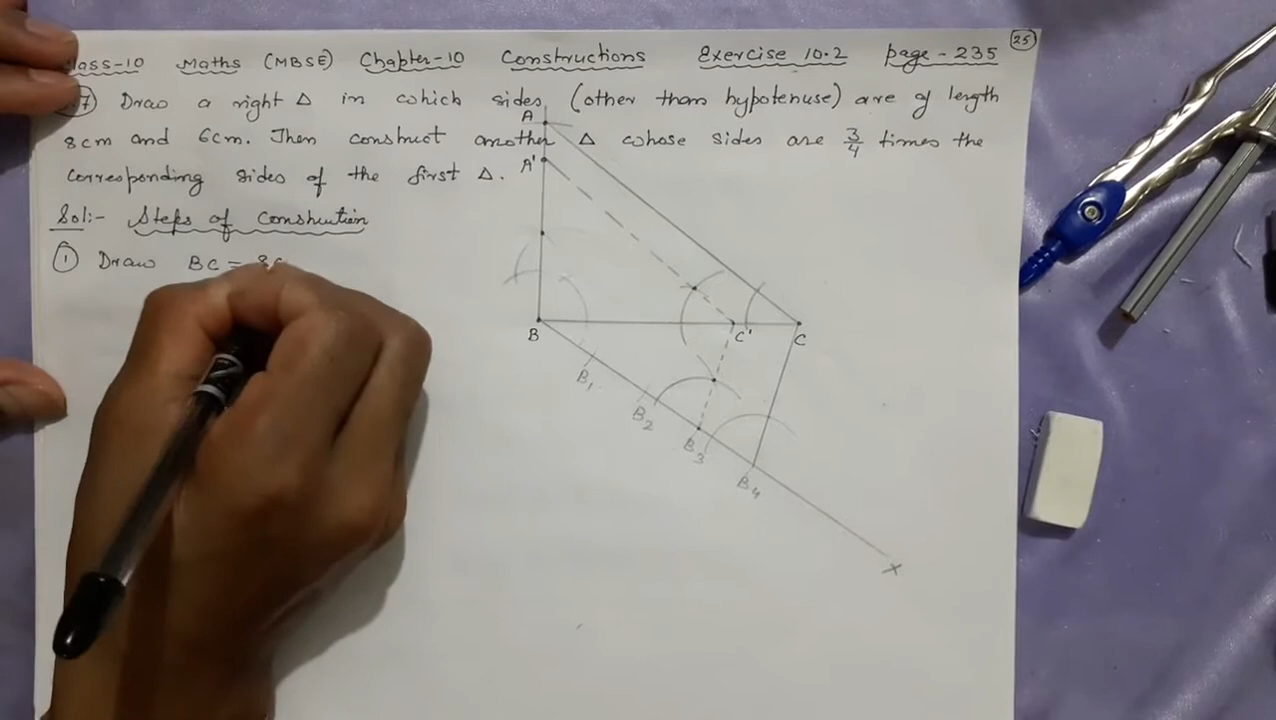 25
Class-10 Maths (MBSE) Chapter-10 Constructions Exercise 10.2 page-235
7) Draw a right Δ in which sides (other than hypotenuse) are of length
8cm and 6cm. Then construct another Δ whose sides are 3/4 times the
corresponding sides of the first Δ.
Sol:- Steps of Construction
① Draw BC = 8c
A
A'
B
C'
C
B1
B2
B3
B4
X